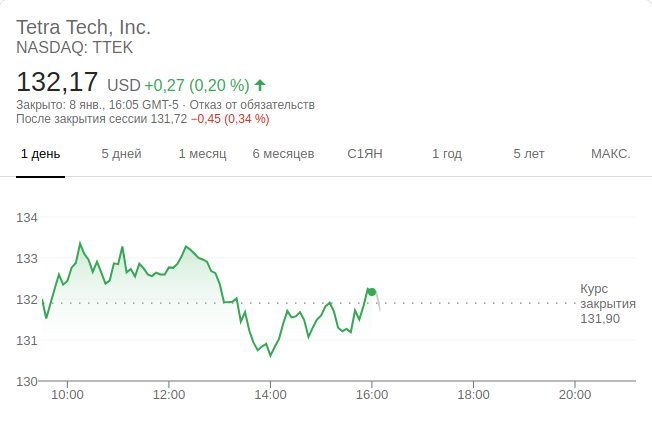 Tetra Tech, Inc.
NASDAQ: TTEK
132,17 USD +0,27 (0,20 %)
Закрыто: 8 янв., 16:05 GMT-5 · Отказ от обязательств
После закрытия сессии 131,72 −0,45 (0,34 %)
1 день 5 дней 1 месяц 6 месяцев С1ЯН 1 год 5 лет МАКС.
134
133
132
131
130
Курс
закрытия
131,90
10:00 12:00 14:00 16:00 18:00 20:00